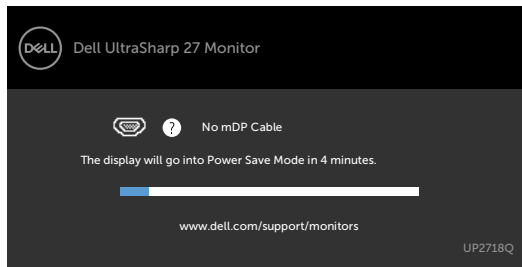 DELL
Dell UltraSharp 27 Monitor
? No mDP Cable
The display will go into Power Save Mode in 4 minutes.
www.dell.com/support/monitors
UP2718Q